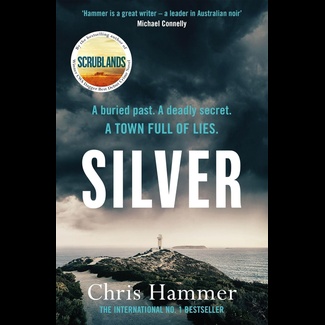 'Hammer is a great writer – a leader in Australian noir'
Michael Connelly
SCRUBLANDS
A buried past. A deadly secret.
A TOWN FULL OF LIES.
SILVER
Chris Hammer
THE INTERNATIONAL NO. 1 BESTSELLER